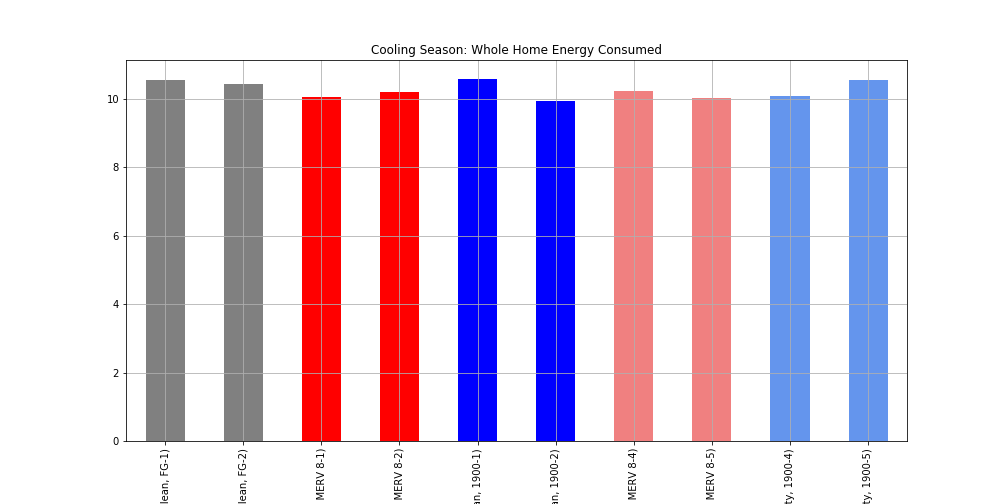 Cooling Season: Whole Home Energy Consumed
10
8
6
4
2
0
lean, FG-1)
lean, FG-2)
MERV 8-1)
MERV 8-2)
an, 1900-1)
an, 1900-2)
MERV 8-4)
MERV 8-5)
ty, 1900-4)
ty, 1900-5)